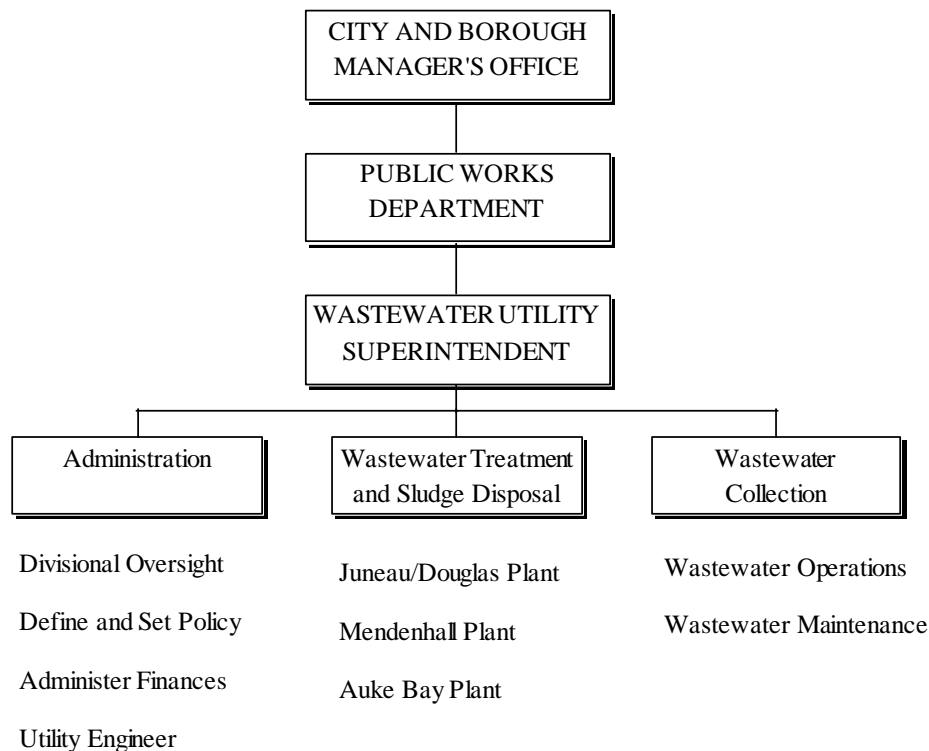 CITY AND BOROUGH
MANAGER'S OFFICE
PUBLIC WORKS
DEPARTMENT
WASTEWATER UTILITY
SUPERINTENDENT
Administration
Wastewater Treatment
and Sludge Disposal
Wastewater
Collection
Divisional Oversight
Define and Set Policy
Administer Finances
Utility Engineer
Juneau/Douglas Plant
Mendenhall Plant
Auke Bay Plant
Wastewater Operations
Wastewater Maintenance